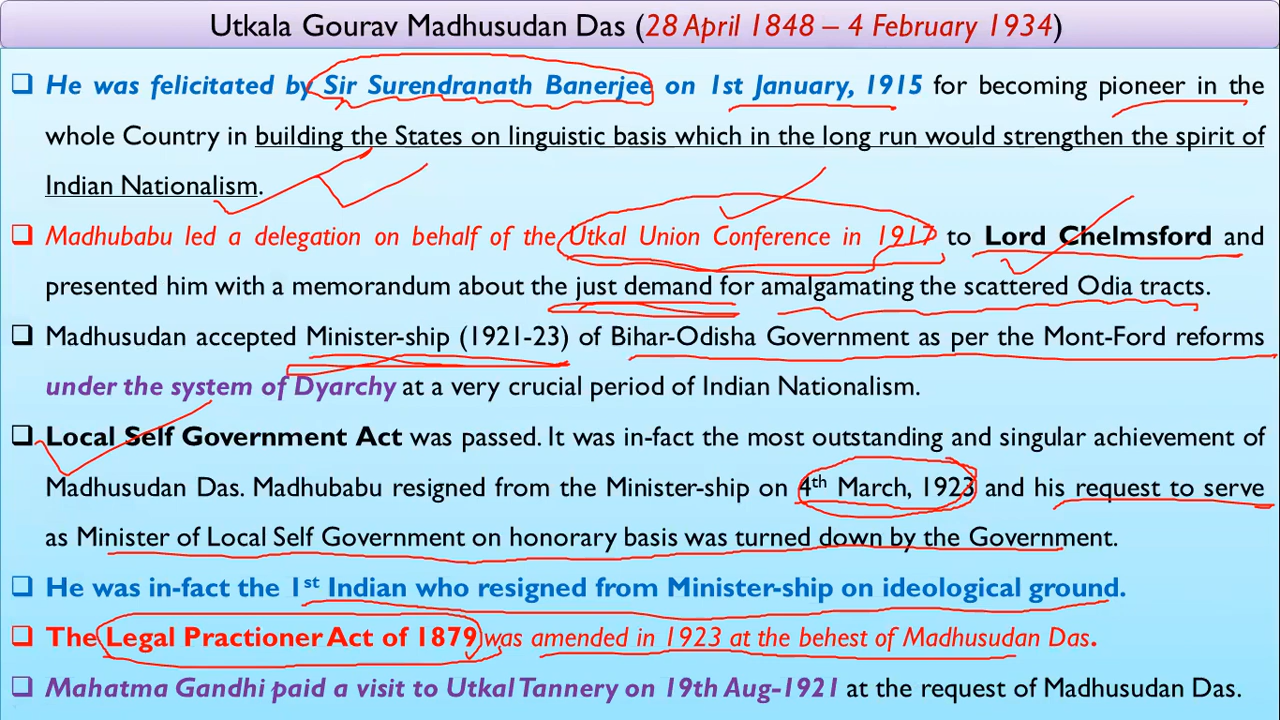 Utkala Gourav Madhusudan Das (28 April 1848 – 4 February 1934)
❑ He was felicitated by Sir Surendranath Banerjee on 1st January, 1915 for becoming pioneer in the
whole Country in building the States on linguistic basis which in the long run would strengthen the spirit of
Indian Nationalism.
❑ Madhubabu led a delegation on behalf of the Utkal Union Conference in 1917 to Lord Chelmsford and
presented him with a memorandum about the just demand for amalgamating the scattered Odia tracts.
❑ Madhusudan accepted Minister-ship (1921-23) of Bihar-Odisha Government as per the Mont-Ford reforms
under the system of Dyarchy at a very crucial period of Indian Nationalism.
❑ Local Self Government Act was passed. It was in-fact the most outstanding and singular achievement of
Madhusudan Das. Madhubabu resigned from the Minister-ship on 4th March, 1923 and his request to serve
as Minister of Local Self Government on honorary basis was turned down by the Government.
❑ He was in-fact the 1st Indian who resigned from Minister-ship on ideological ground.
❑ The Legal Practioner Act of 1879 was amended in 1923 at the behest of Madhusudan Das.
❑ Mahatma Gandhi paid a visit to Utkal Tannery on 19th Aug-1921 at the request of Madhusudan Das.